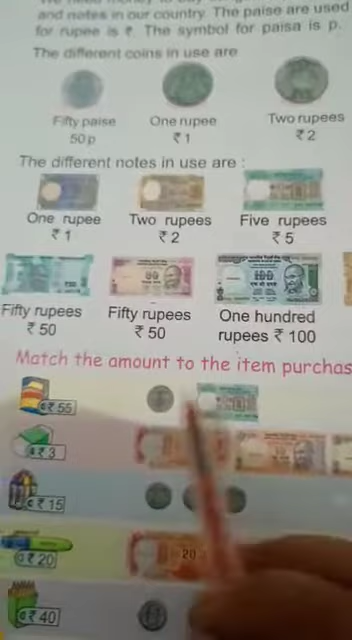 and notes in our country. The paise are used
for rupee is ₹. The symbol for paisa is p.
The different coins in use are
Fifty paise One rupee Two rupees
50 p ₹ 1 ₹ 2
The different notes in use are :
One rupee Two rupees Five rupees
₹ 1 ₹ 2 ₹ 5
100
Fifty rupees Fifty rupees One hundred
₹ 50 ₹ 50 rupees ₹ 100
Match the amount to the item purchas
₹ 55
₹ 3
₹ 15
₹ 20 20
₹ 40